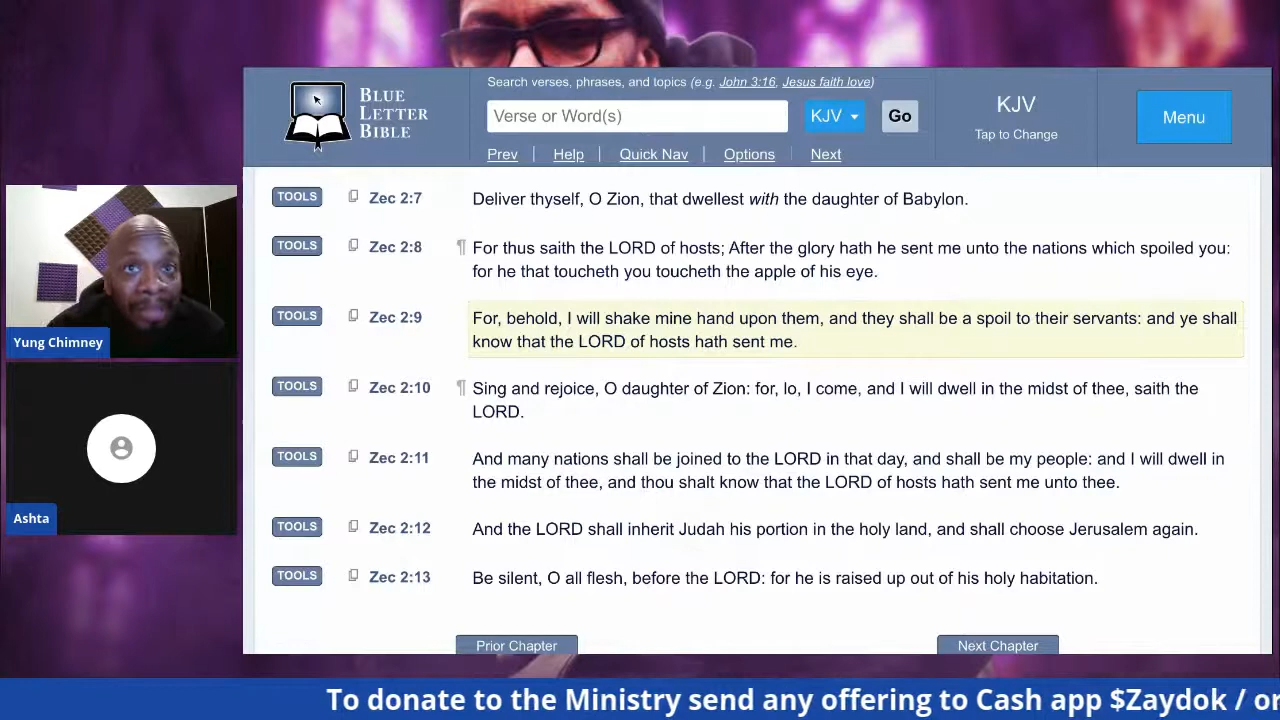 Search verses, phrases, and topics (e.g. John 3:16, Jesus faith love)
BLUE
LETTER
BIBLE
Verse or Word(s)
KJV
Go
KJV
Tap to Change
Menu
Prev
Help
Quick Nav
Options
Next
TOOLS Zec 2:7 Deliver thyself, O Zion, that dwellest with the daughter of Babylon.
TOOLS Zec 2:8 ¶ For thus saith the LORD of hosts; After the glory hath he sent me unto the nations which spoiled you:
for he that toucheth you toucheth the apple of his eye.
TOOLS Zec 2:9 For, behold, I will shake mine hand upon them, and they shall be a spoil to their servants: and ye shall
know that the LORD of hosts hath sent me.
TOOLS Zec 2:10 ¶ Sing and rejoice, O daughter of Zion: for, lo, I come, and I will dwell in the midst of thee, saith the
LORD.
TOOLS Zec 2:11 And many nations shall be joined to the LORD in that day, and shall be my people: and I will dwell in
the midst of thee, and thou shalt know that the LORD of hosts hath sent me unto thee.
TOOLS Zec 2:12 And the LORD shall inherit Judah his portion in the holy land, and shall choose Jerusalem again.
TOOLS Zec 2:13 Be silent, O all flesh, before the LORD: for he is raised up out of his holy habitation.
Prior Chapter
Next Chapter
Yung Chimney
Ashta
To donate to the Ministry send any offering to Cash app $Zaydok / or